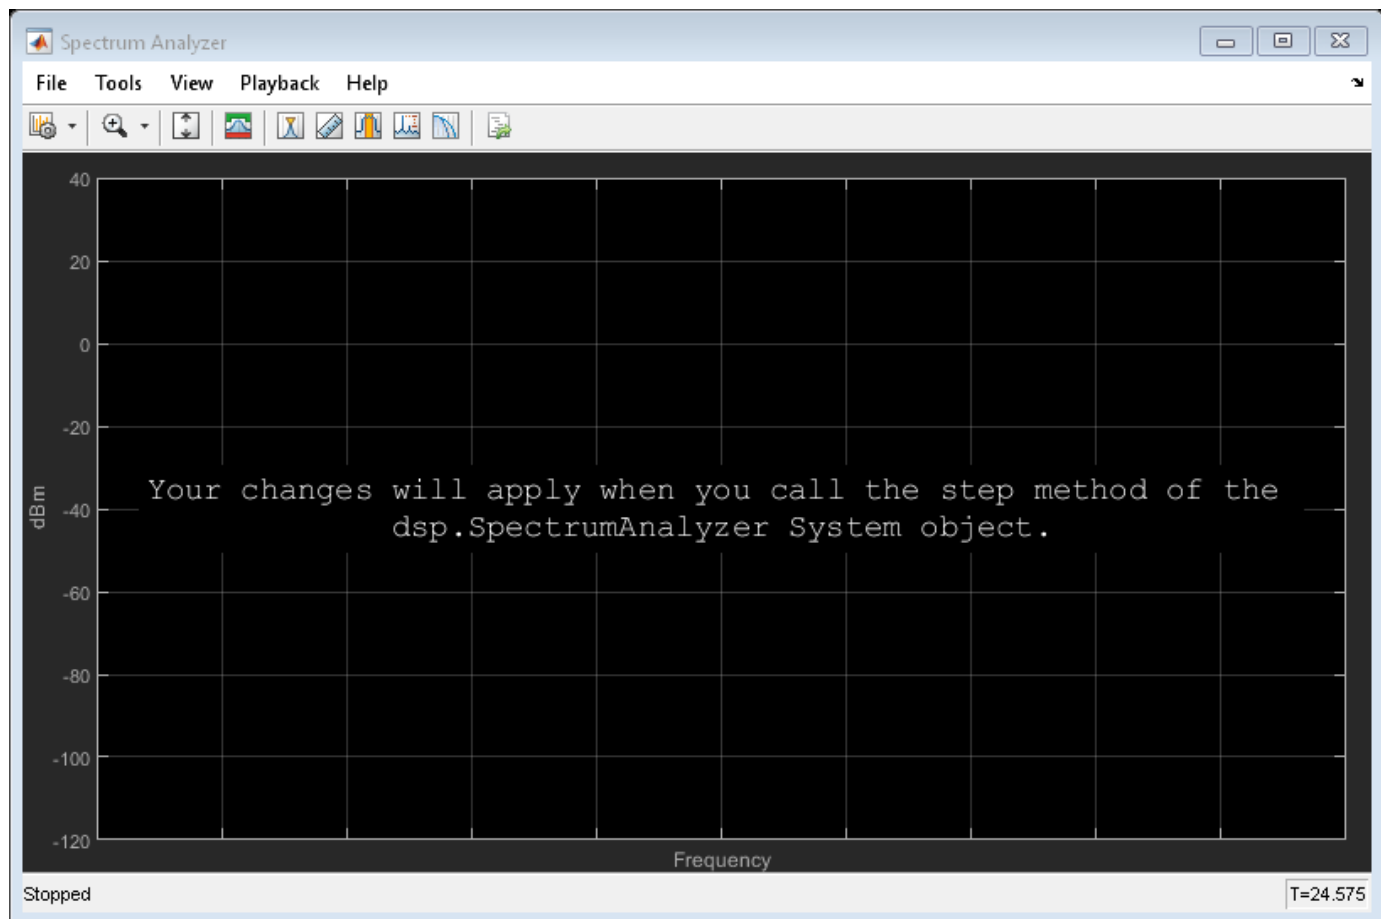 Spectrum Analyzer
File Tools View Playback Help
40
20
0
-20
-40
-60
-80
-100
-120
dBm
Your changes will apply when you call the step method of the
dsp.SpectrumAnalyzer System object.
Frequency
Stopped
T=24.575